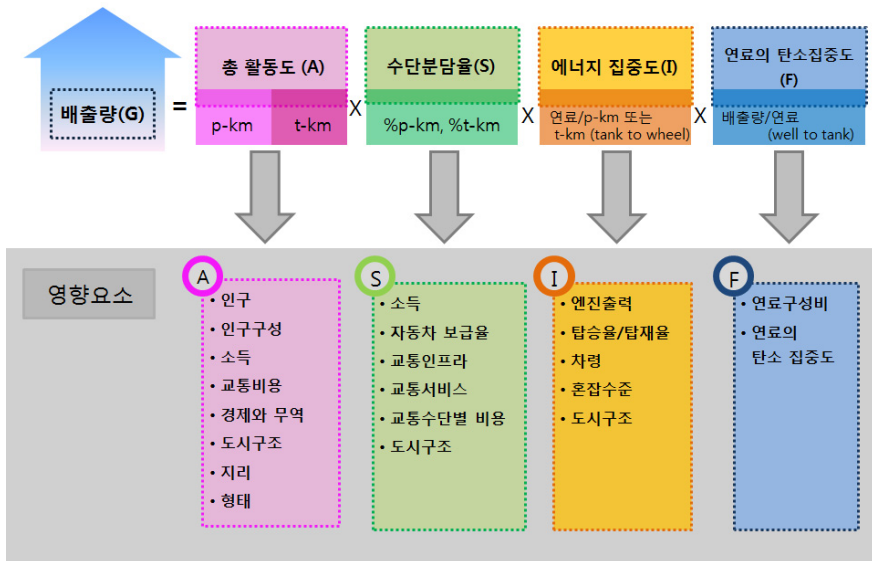 배출량(G)
=
총 활동도 (A)
p-km
t-km
X
수단분담율(S)
%p-km, %t-km
X
에너지 집중도(I)
연료/p-km 또는
t-km (tank to wheel)
X
연료의 탄소집중도
(F)
배출량/연료
(well to tank)
영향요소
A
• 인구
• 인구구성
• 소득
• 교통비용
• 경제와 무역
• 도시구조
• 지리
• 형태
S
• 소득
• 자동차 보급율
• 교통인프라
• 교통서비스
• 교통수단별 비용
• 도시구조
I
• 엔진출력
• 탑승율/탑재율
• 차령
• 혼잡수준
• 도시구조
F
• 연료구성비
• 연료의
탄소 집중도